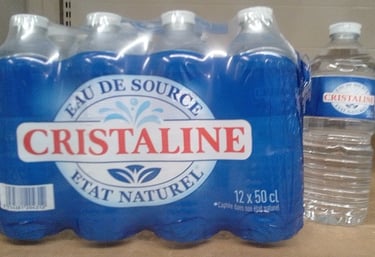 EAU DE SOURCE
CRISTALINE
ETAT NATUREL
12 x 50 cl
CRISTALINE